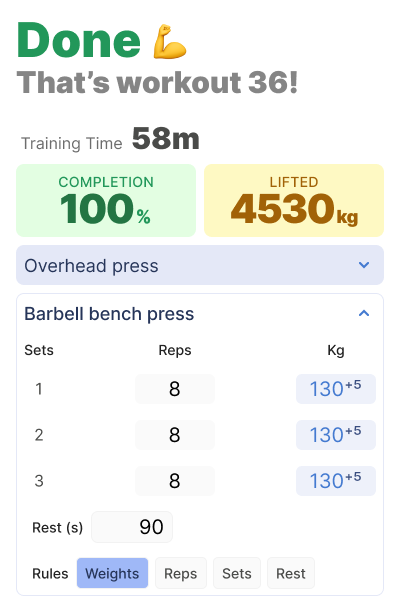 Done 💪
That's workout 36!
Training Time 58m
COMPLETION
100%
LIFTED
4530kg
Overhead press
Barbell bench press
Sets Reps Kg
1 8 130+5
2 8 130+5
3 8 130+5
Rest (s) 90
Rules Weights Reps Sets Rest